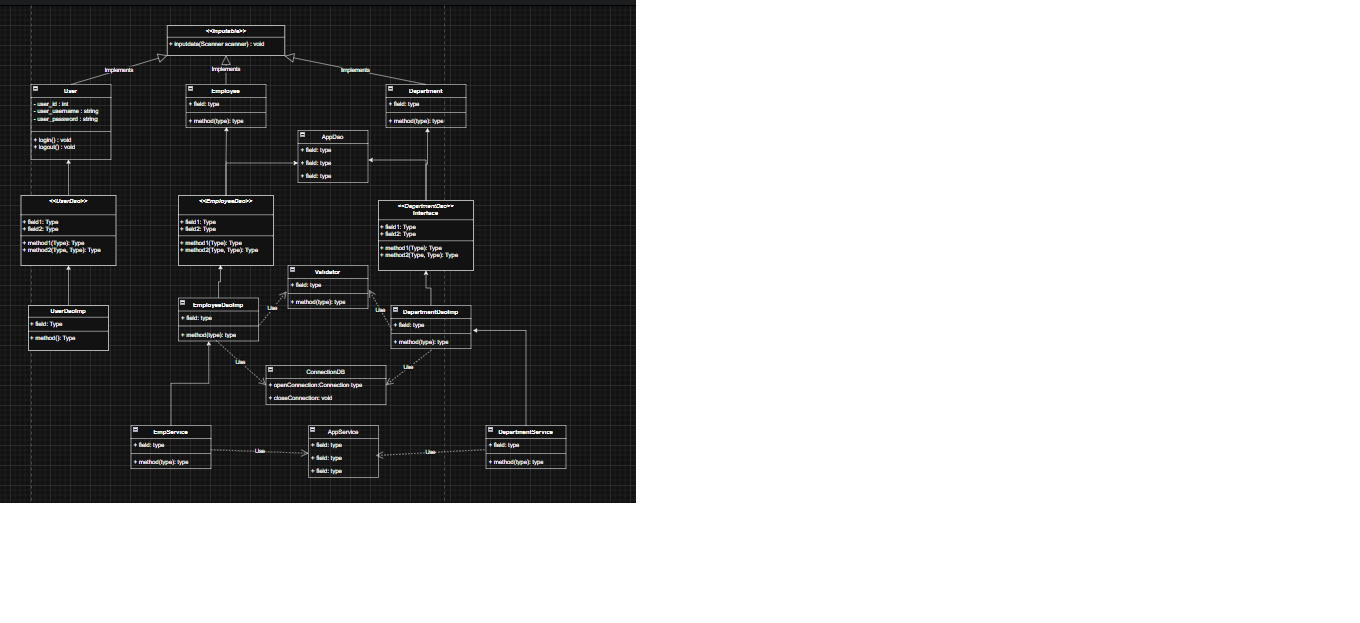 <<Inputable>>
+ inputdata(Scanner scanner) : void
Implements
Implements
Implements
User
- user_id : int
- user_username : string
- user_password : string
+ login() : void
+ logout() : void
Employee
+ field: type
+ method(type): type
Department
+ field: type
+ method(type): type
AppDao
+ field: type
+ field: type
+ field: type
<<UserDao>>
+ field1: Type
+ field2: Type
+ method1(Type): Type
+ method2(Type, Type): Type
<<EmployeeDao>>
+ field1: Type
+ field2: Type
+ method1(Type): Type
+ method2(Type, Type): Type
<<DepartmentDao>>
Interface
+ field1: Type
+ field2: Type
+ method1(Type): Type
+ method2(Type, Type): Type
Validator
+ field: type
+ method(type): type
UserDaoImp
+ field: Type
+ method(): Type
EmployeeDaoImp
+ field: type
+ method(type): type
Use
Use
DepartmentDaoImp
+ field: type
+ method(type): type
Use
Use
ConnectionDB
+ openConnection:Connection type
+ closeConnection: void
EmpService
+ field: type
+ method(type): type
Use
AppService
+ field: type
+ field: type
+ field: type
Use
DepartmentService
+ field: type
+ method(type): type